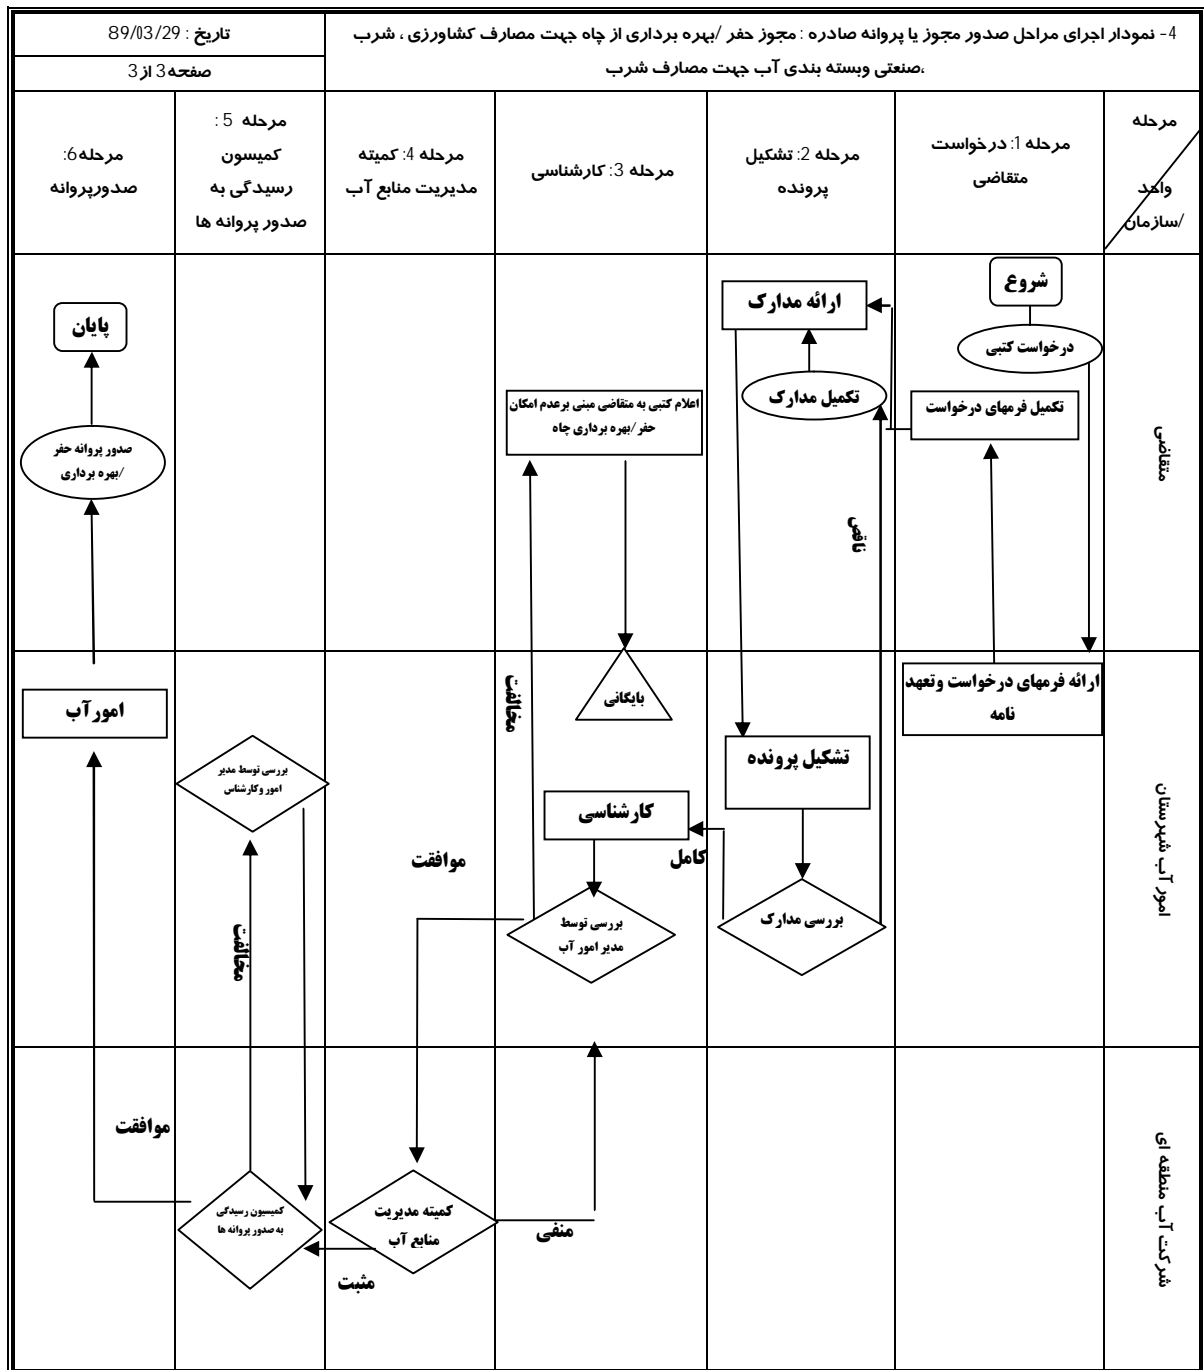 4- نمودار اجرای مراحل صدور مجوز یا پروانه صادره : مجوز حفر /بهره برداری از چاه جهت مصارف کشاورزی ، شرب
،صنعتی وبسته بندی آب جهت مصارف شرب
تاریخ : 89/03/29
صفحه3 از 3
مرحله
واحد
/سازمان
مرحله 1: درخواست
متقاضی
مرحله 2: تشکیل
پرونده
مرحله 3: کارشناسی
مرحله 4: کمیته
مدیریت منابع آب
مرحله 5 :
کمیسون
رسیدگی به
صدور پروانه ها
مرحله6:
صدورپروانه
متقاضی
شروع
درخواست کتبی
تکمیل فرمهای درخواست
ارائه مدارک
تکمیل مدارک
ناقص
اعلام کتبی به متقاضی مبنی برعدم امکان
حفر/بهره برداری چاه
پایان
صدور پروانه حفر
/بهره برداری
امور آب شهرستان
ارائه فرمهای درخواست وتعهد
نامه
تشکیل پرونده
بررسی مدارک
کامل
بایگانی
کارشناسی
بررسی توسط
مدیر امور آب
مخالفت
موافقت
بررسی توسط مدیر
امور وکارشناس
مخالفت
امورآب
شرکت آب منطقه ای
منفی
کمیته مدیریت
منابع آب
مثبت
کمیسیون رسیدگی
به صدور پروانه ها
موافقت